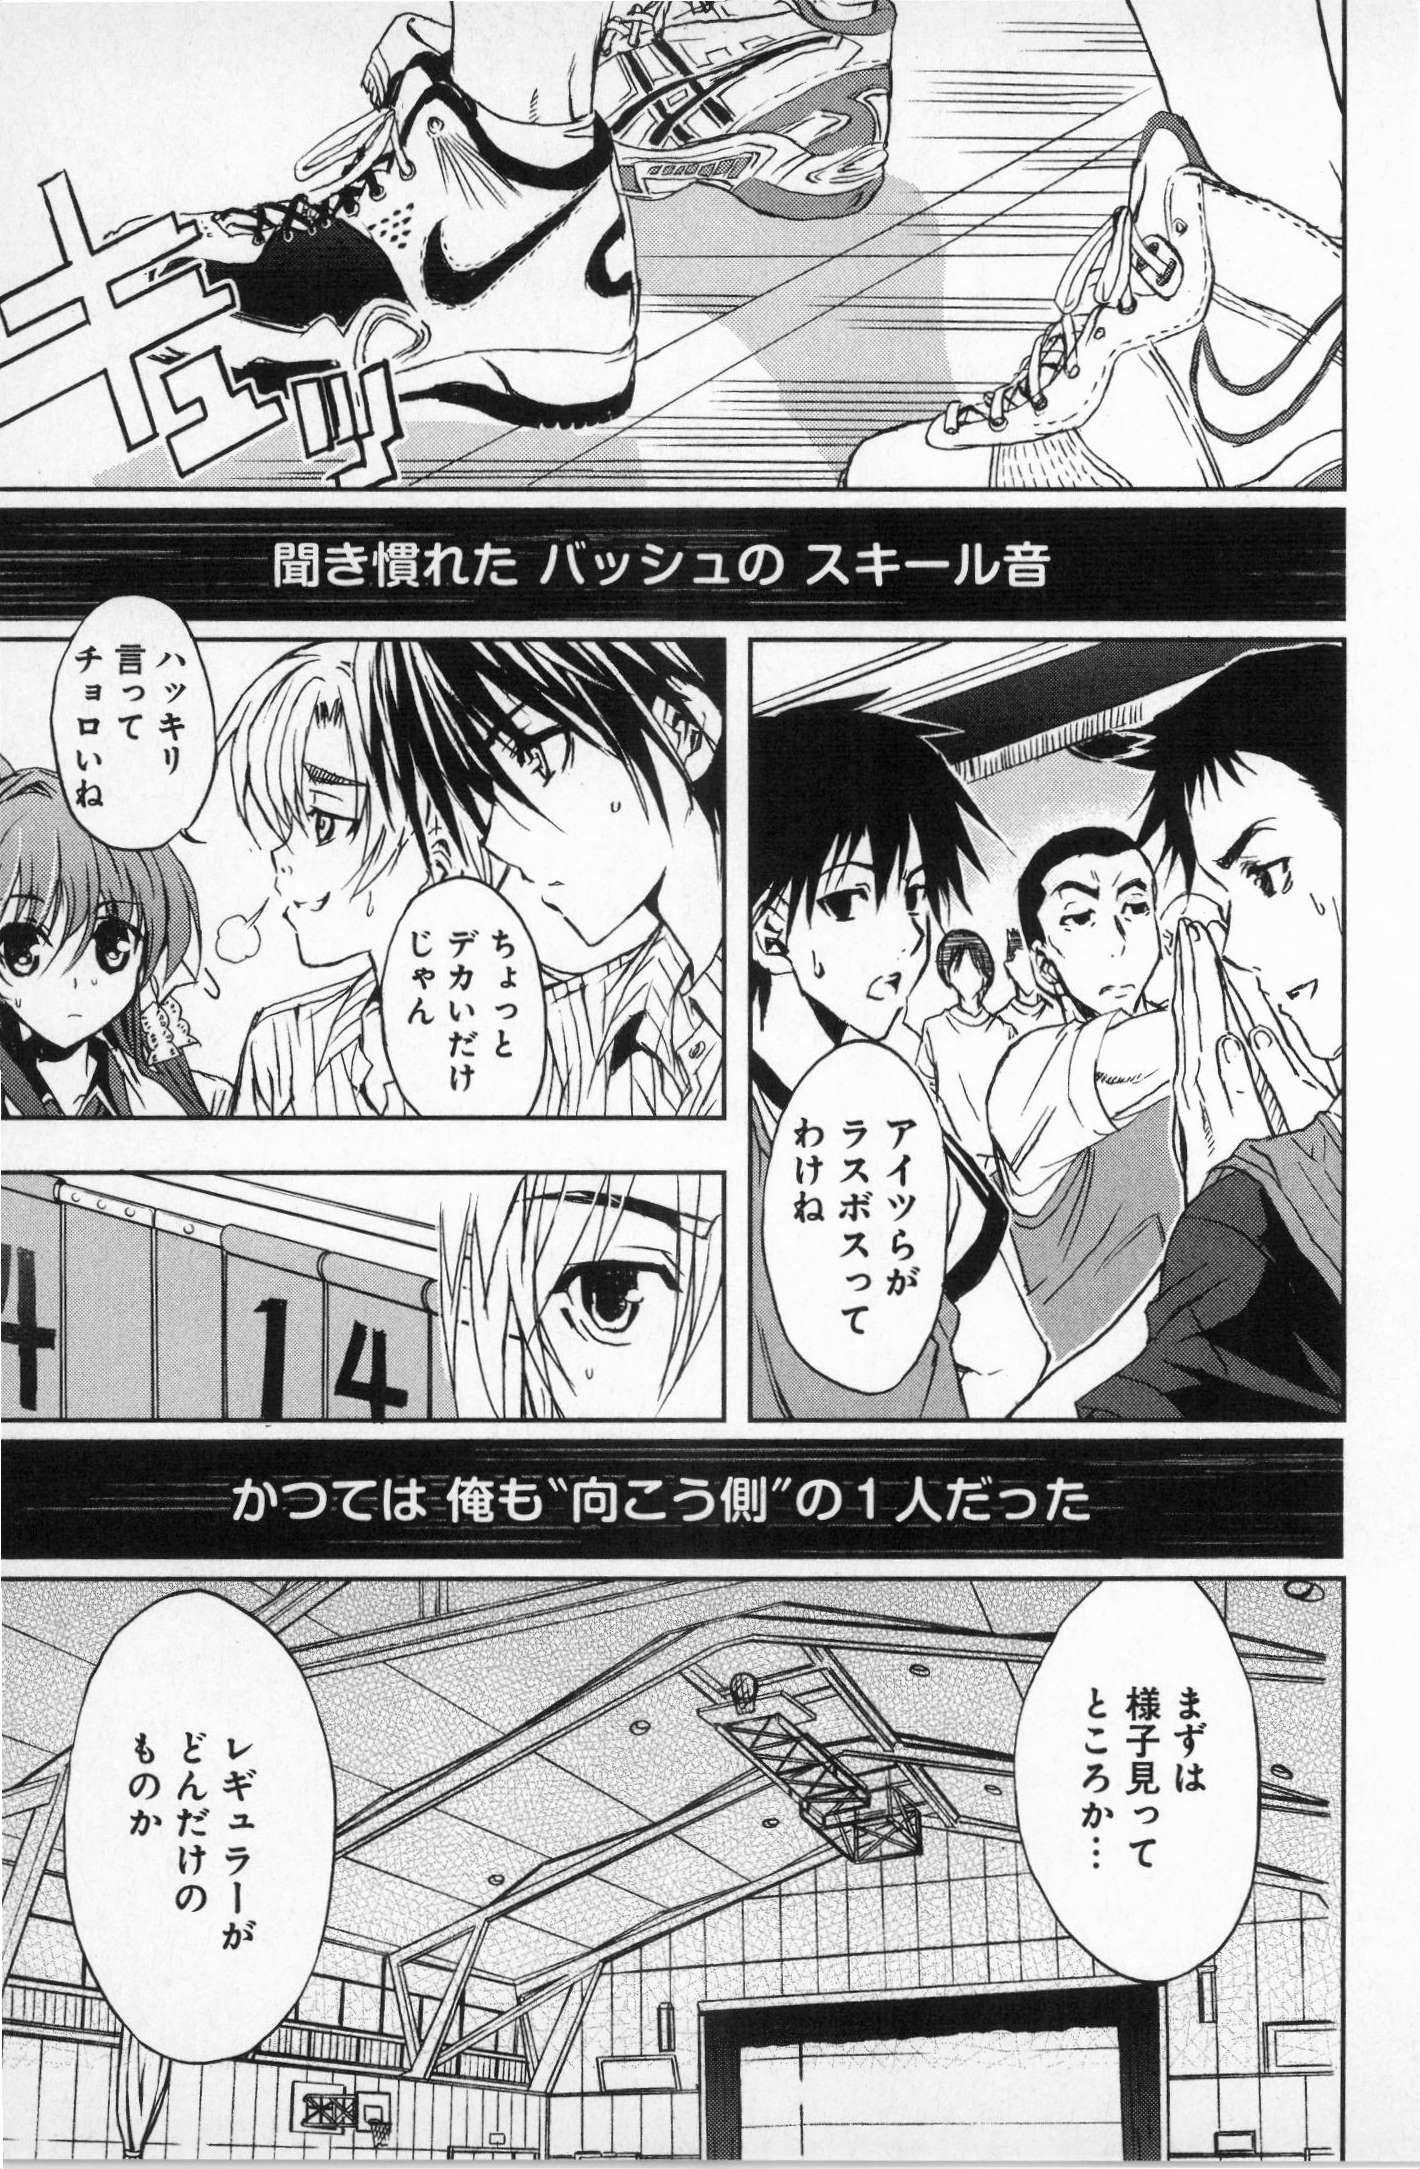 キュッ
聞き慣れた バッシュの スキール音
アイツらが
ラスボスって
わけね
ちょっと
デカいだけ
じゃん
ハッキリ
言って
チョロいね
4
14
かつては 俺も〝向こう側〟の1人だった
まずは
様子見って
ところか…
レギュラーが
どんだけの
ものか